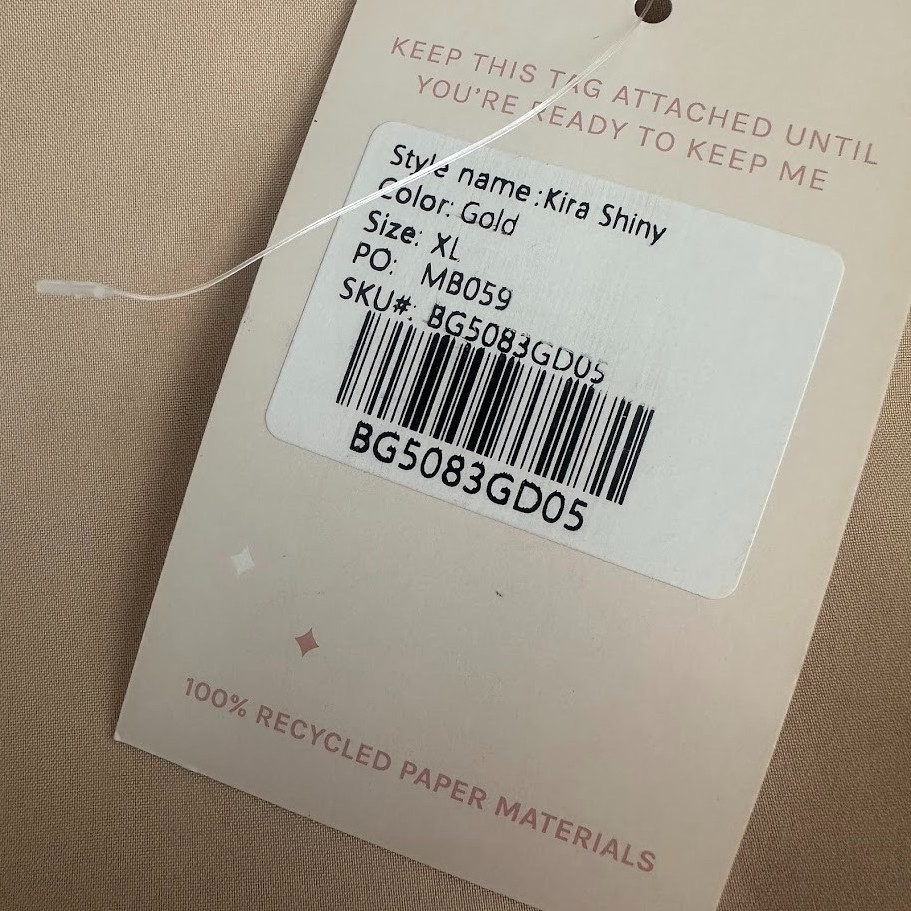 KEEP THIS TAG ATTACHED UNTIL
YOU'RE READY TO KEEP ME
Style name:Kira Shiny
Color: Gold
Size: XL
PO: MB059
SKU#: BG5083GD05
BG5083GD05
100% RECYCLED PAPER MATERIALS